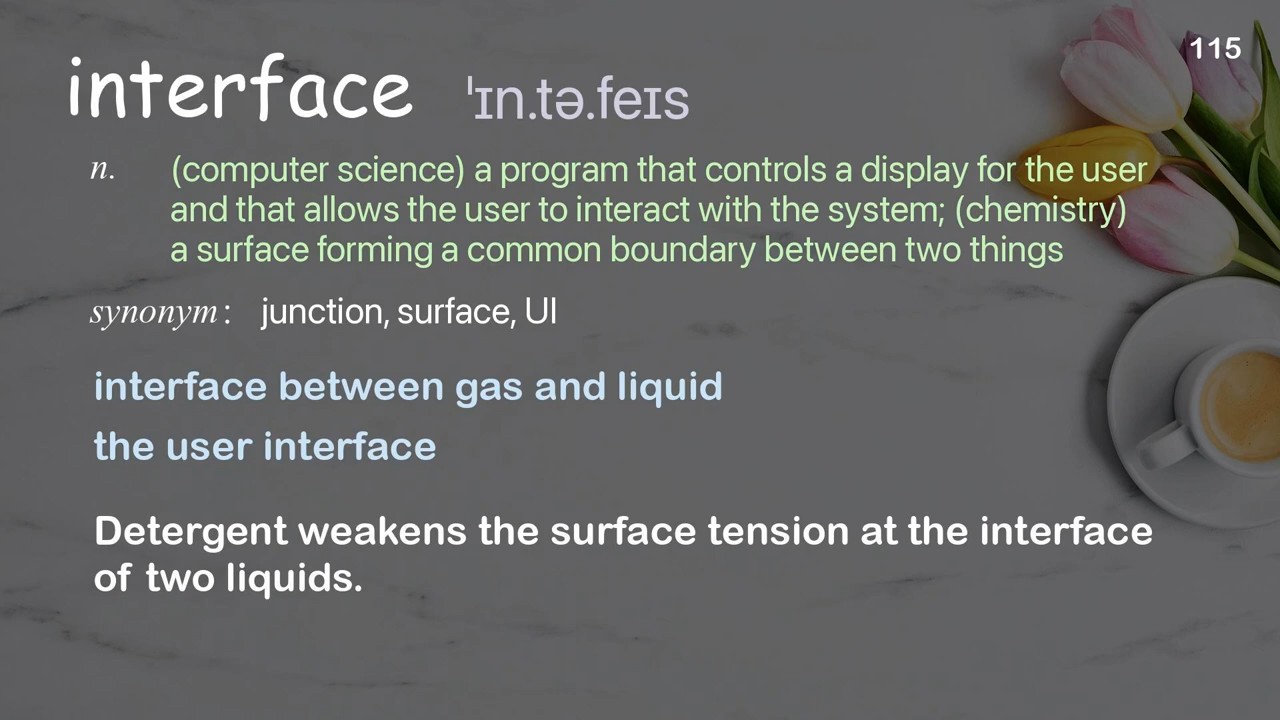 115
interface ˈɪn.tə.feɪs
n. (computer science) a program that controls a display for the user
and that allows the user to interact with the system; (chemistry)
a surface forming a common boundary between two things
synonym: junction, surface, UI
interface between gas and liquid
the user interface
Detergent weakens the surface tension at the interface
of two liquids.